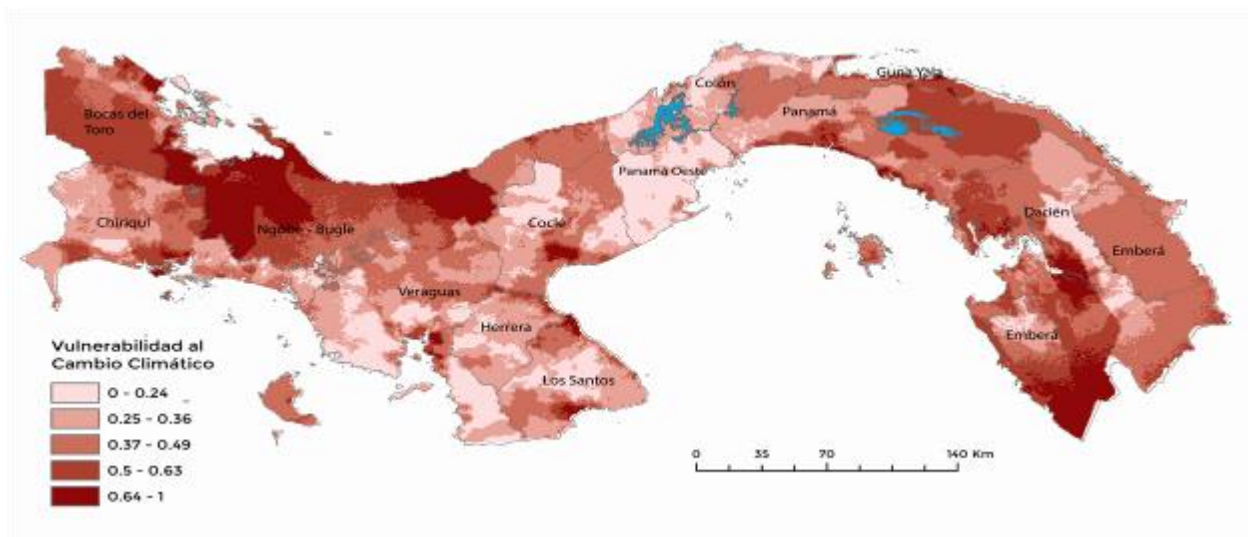 Guna Yala
Colón
Bocas del
Toro
Panamá
Panamá Oeste
Chiriquí
Ngöbe - Buglé
Coclé
Darién
Emberá
Veraguas
Herrera
Emberá
Los Santos
Vulnerabilidad al
Cambio Climático
0 - 0.24
0.25 - 0.36
0.37 - 0.49
0.5 - 0.63
0.64 - 1
0 35 70 140 Km